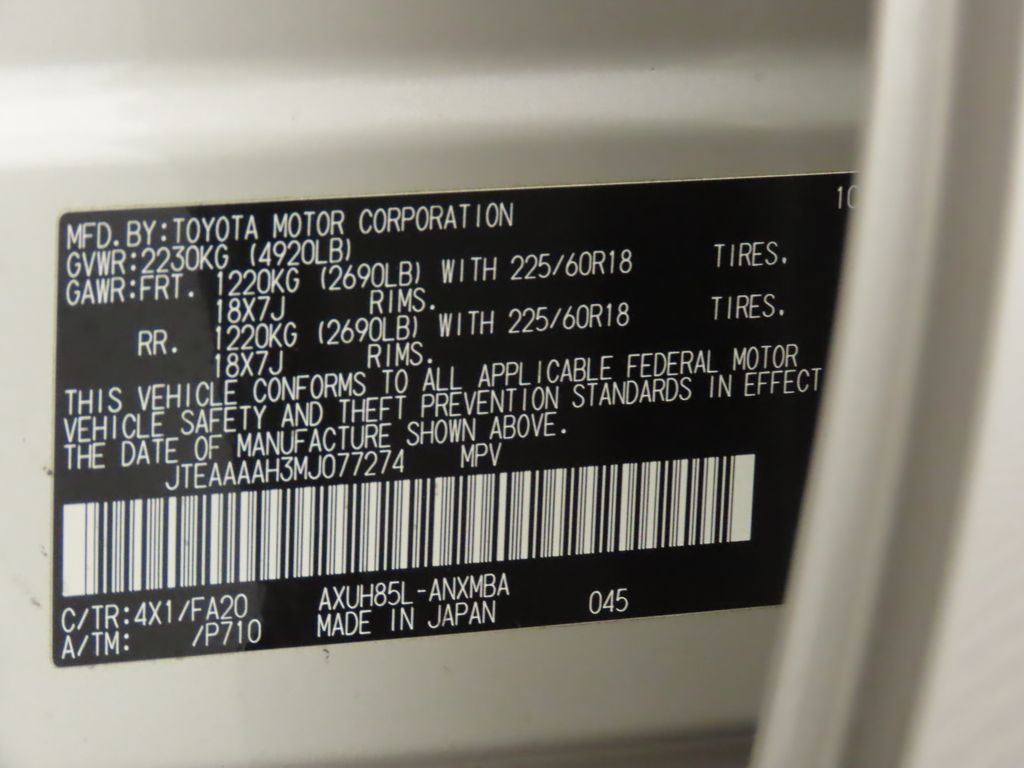 MFD.BY:TOYOTA MOTOR CORPORATION 10
GVWR:2230KG (4920LB)
GAWR:FRT. 1220KG (2690LB) WITH 225/60R18 TIRES.
18X7J RIMS.
RR. 1220KG (2690LB) WITH 225/60R18 TIRES.
18X7J RIMS.
THIS VEHICLE CONFORMS TO ALL APPLICABLE FEDERAL MOTOR
VEHICLE SAFETY AND THEFT PREVENTION STANDARDS IN EFFECT
THE DATE OF MANUFACTURE SHOWN ABOVE.
JTEAAAAH3MJ077274 MPV
C/TR:4X1/FA20 AXUH85L-ANXMBA 045
A/TM: /P710 MADE IN JAPAN